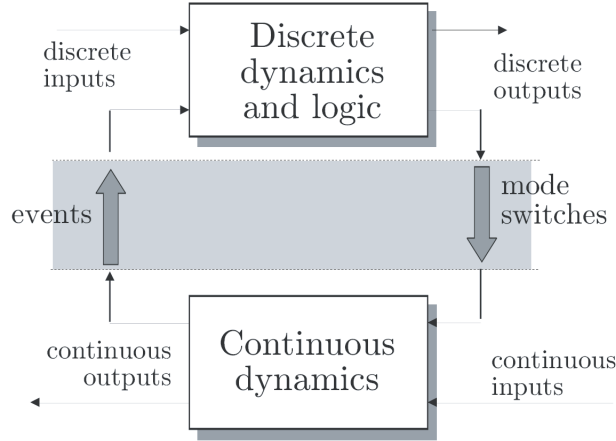 discrete
inputs
Discrete
dynamics
and logic
discrete
outputs
events
mode
switches
continuous
outputs
Continuous
dynamics
continuous
inputs